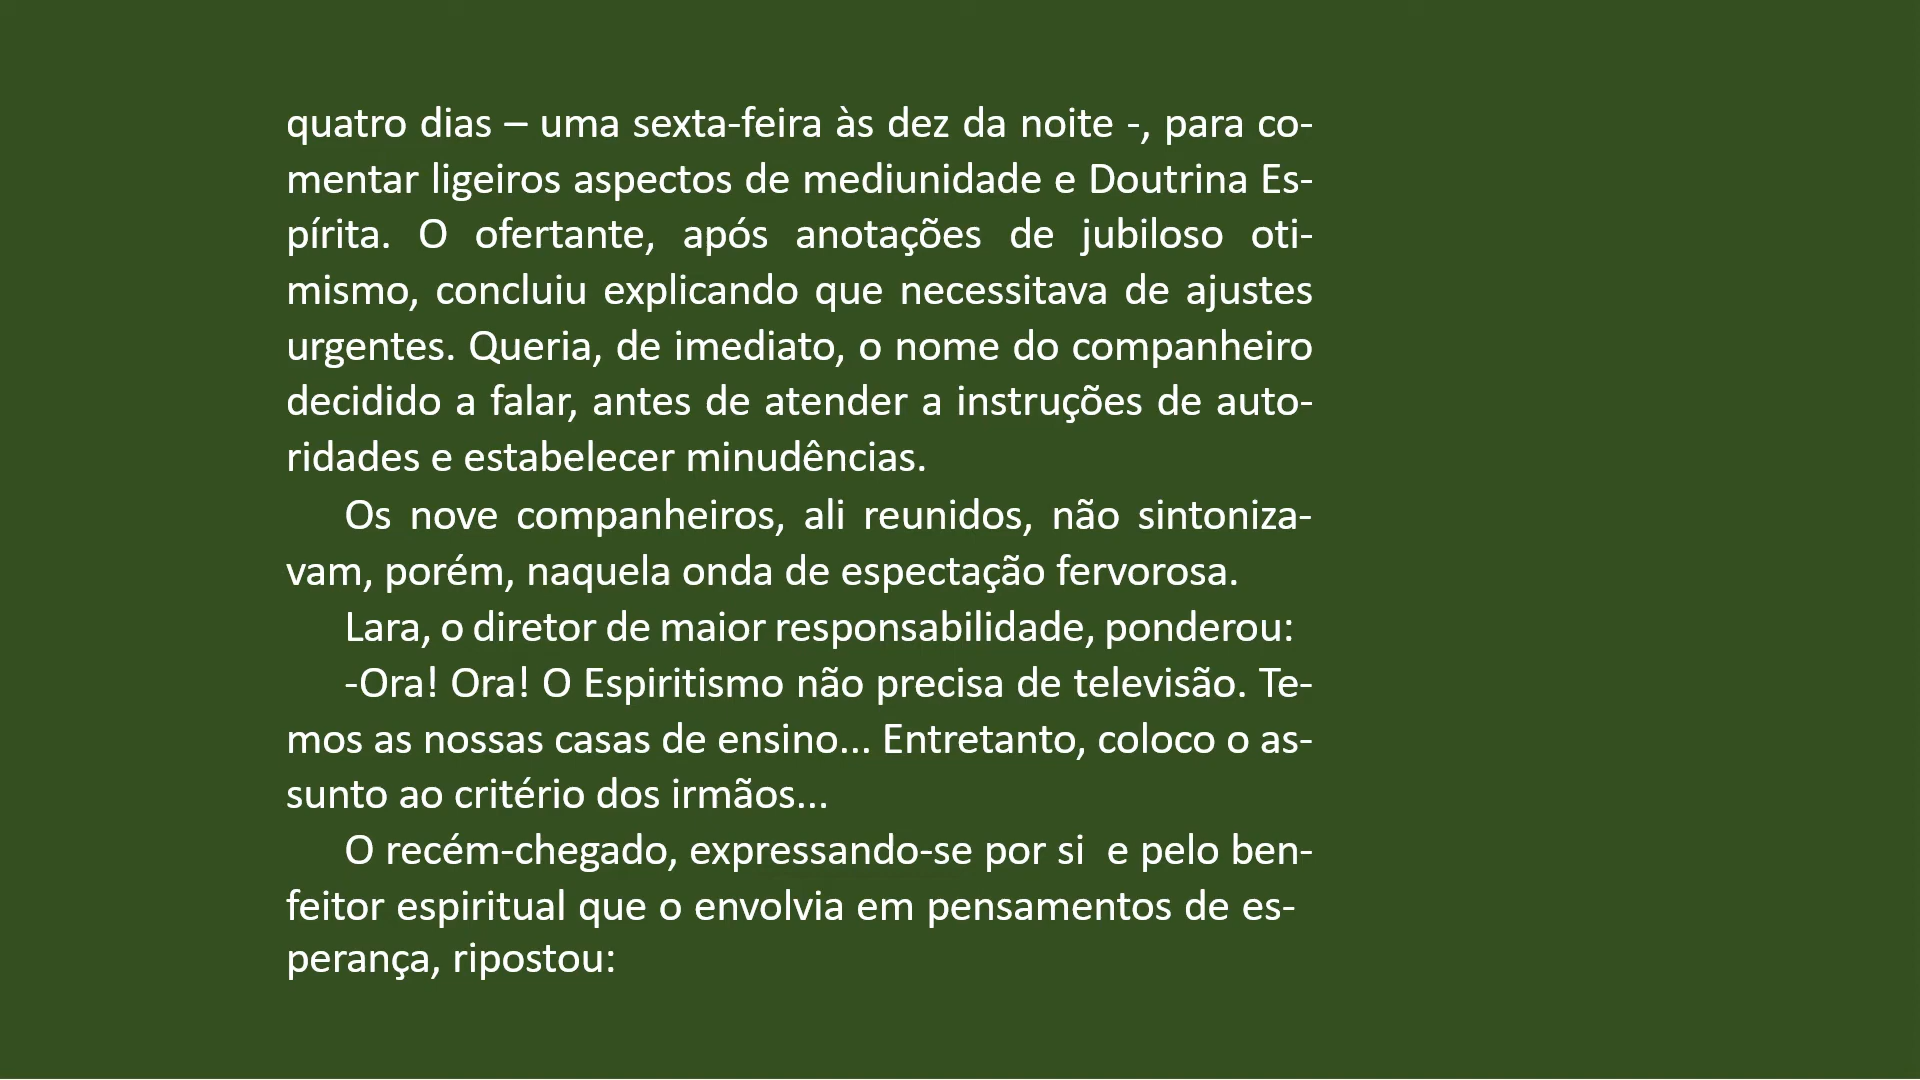 quatro dias – uma sexta-feira às dez da noite -, para co-
mentar ligeiros aspectos de mediunidade e Doutrina Es-
pírita. O ofertante, após anotações de jubiloso oti-
mismo, concluiu explicando que necessitava de ajustes
urgentes. Queria, de imediato, o nome do companheiro
decidido a falar, antes de atender a instruções de auto-
ridades e estabelecer minudências.
Os nove companheiros, ali reunidos, não sintoniza-
vam, porém, naquela onda de espectação fervorosa.
Lara, o diretor de maior responsabilidade, ponderou:
-Ora! Ora! O Espiritismo não precisa de televisão. Te-
mos as nossas casas de ensino... Entretanto, coloco o as-
sunto ao critério dos irmãos...
O recém-chegado, expressando-se por si  e pelo ben-
feitor espiritual que o envolvia em pensamentos de es-
perança, ripostou: